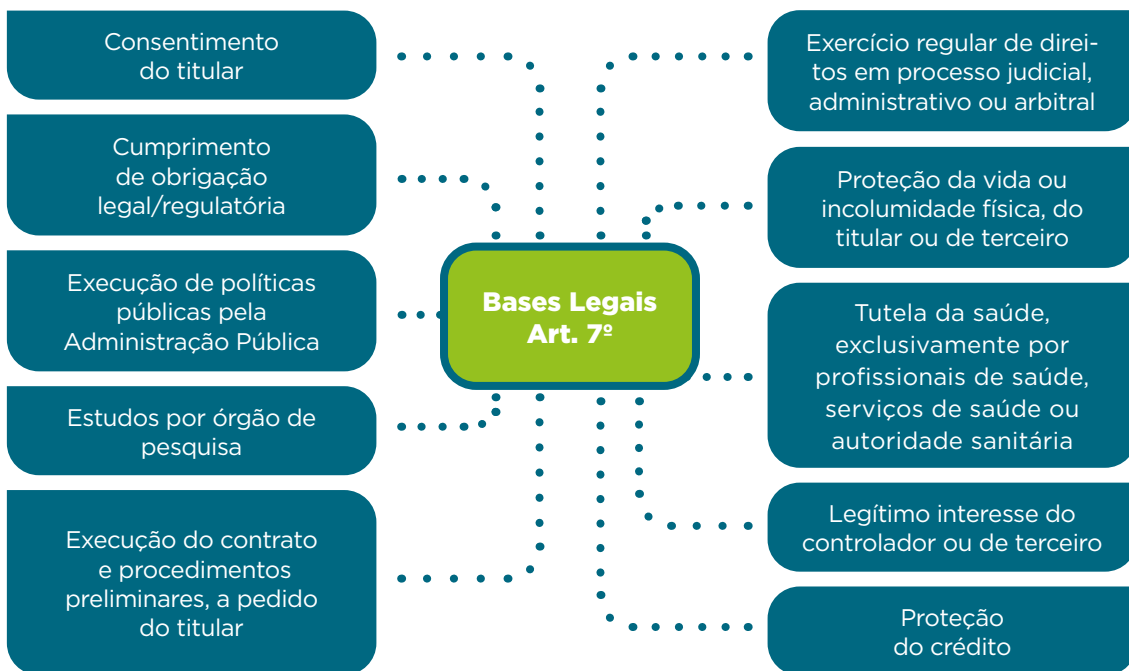 Consentimento
do titular
Cumprimento
de obrigação
legal/regulatória
Execução de políticas
públicas pela
Administração Pública
Estudos por órgão de
pesquisa
Execução do contrato
e procedimentos
preliminares, a pedido
do titular
Bases Legais
Art. 7º
Exercício regular de direi-
tos em processo judicial,
administrativo ou arbitral
Proteção da vida ou
incolumidade física, do
titular ou de terceiro
Tutela da saúde,
exclusivamente por
profissionais de saúde,
serviços de saúde ou
autoridade sanitária
Legítimo interesse do
controlador ou de terceiro
Proteção
do crédito